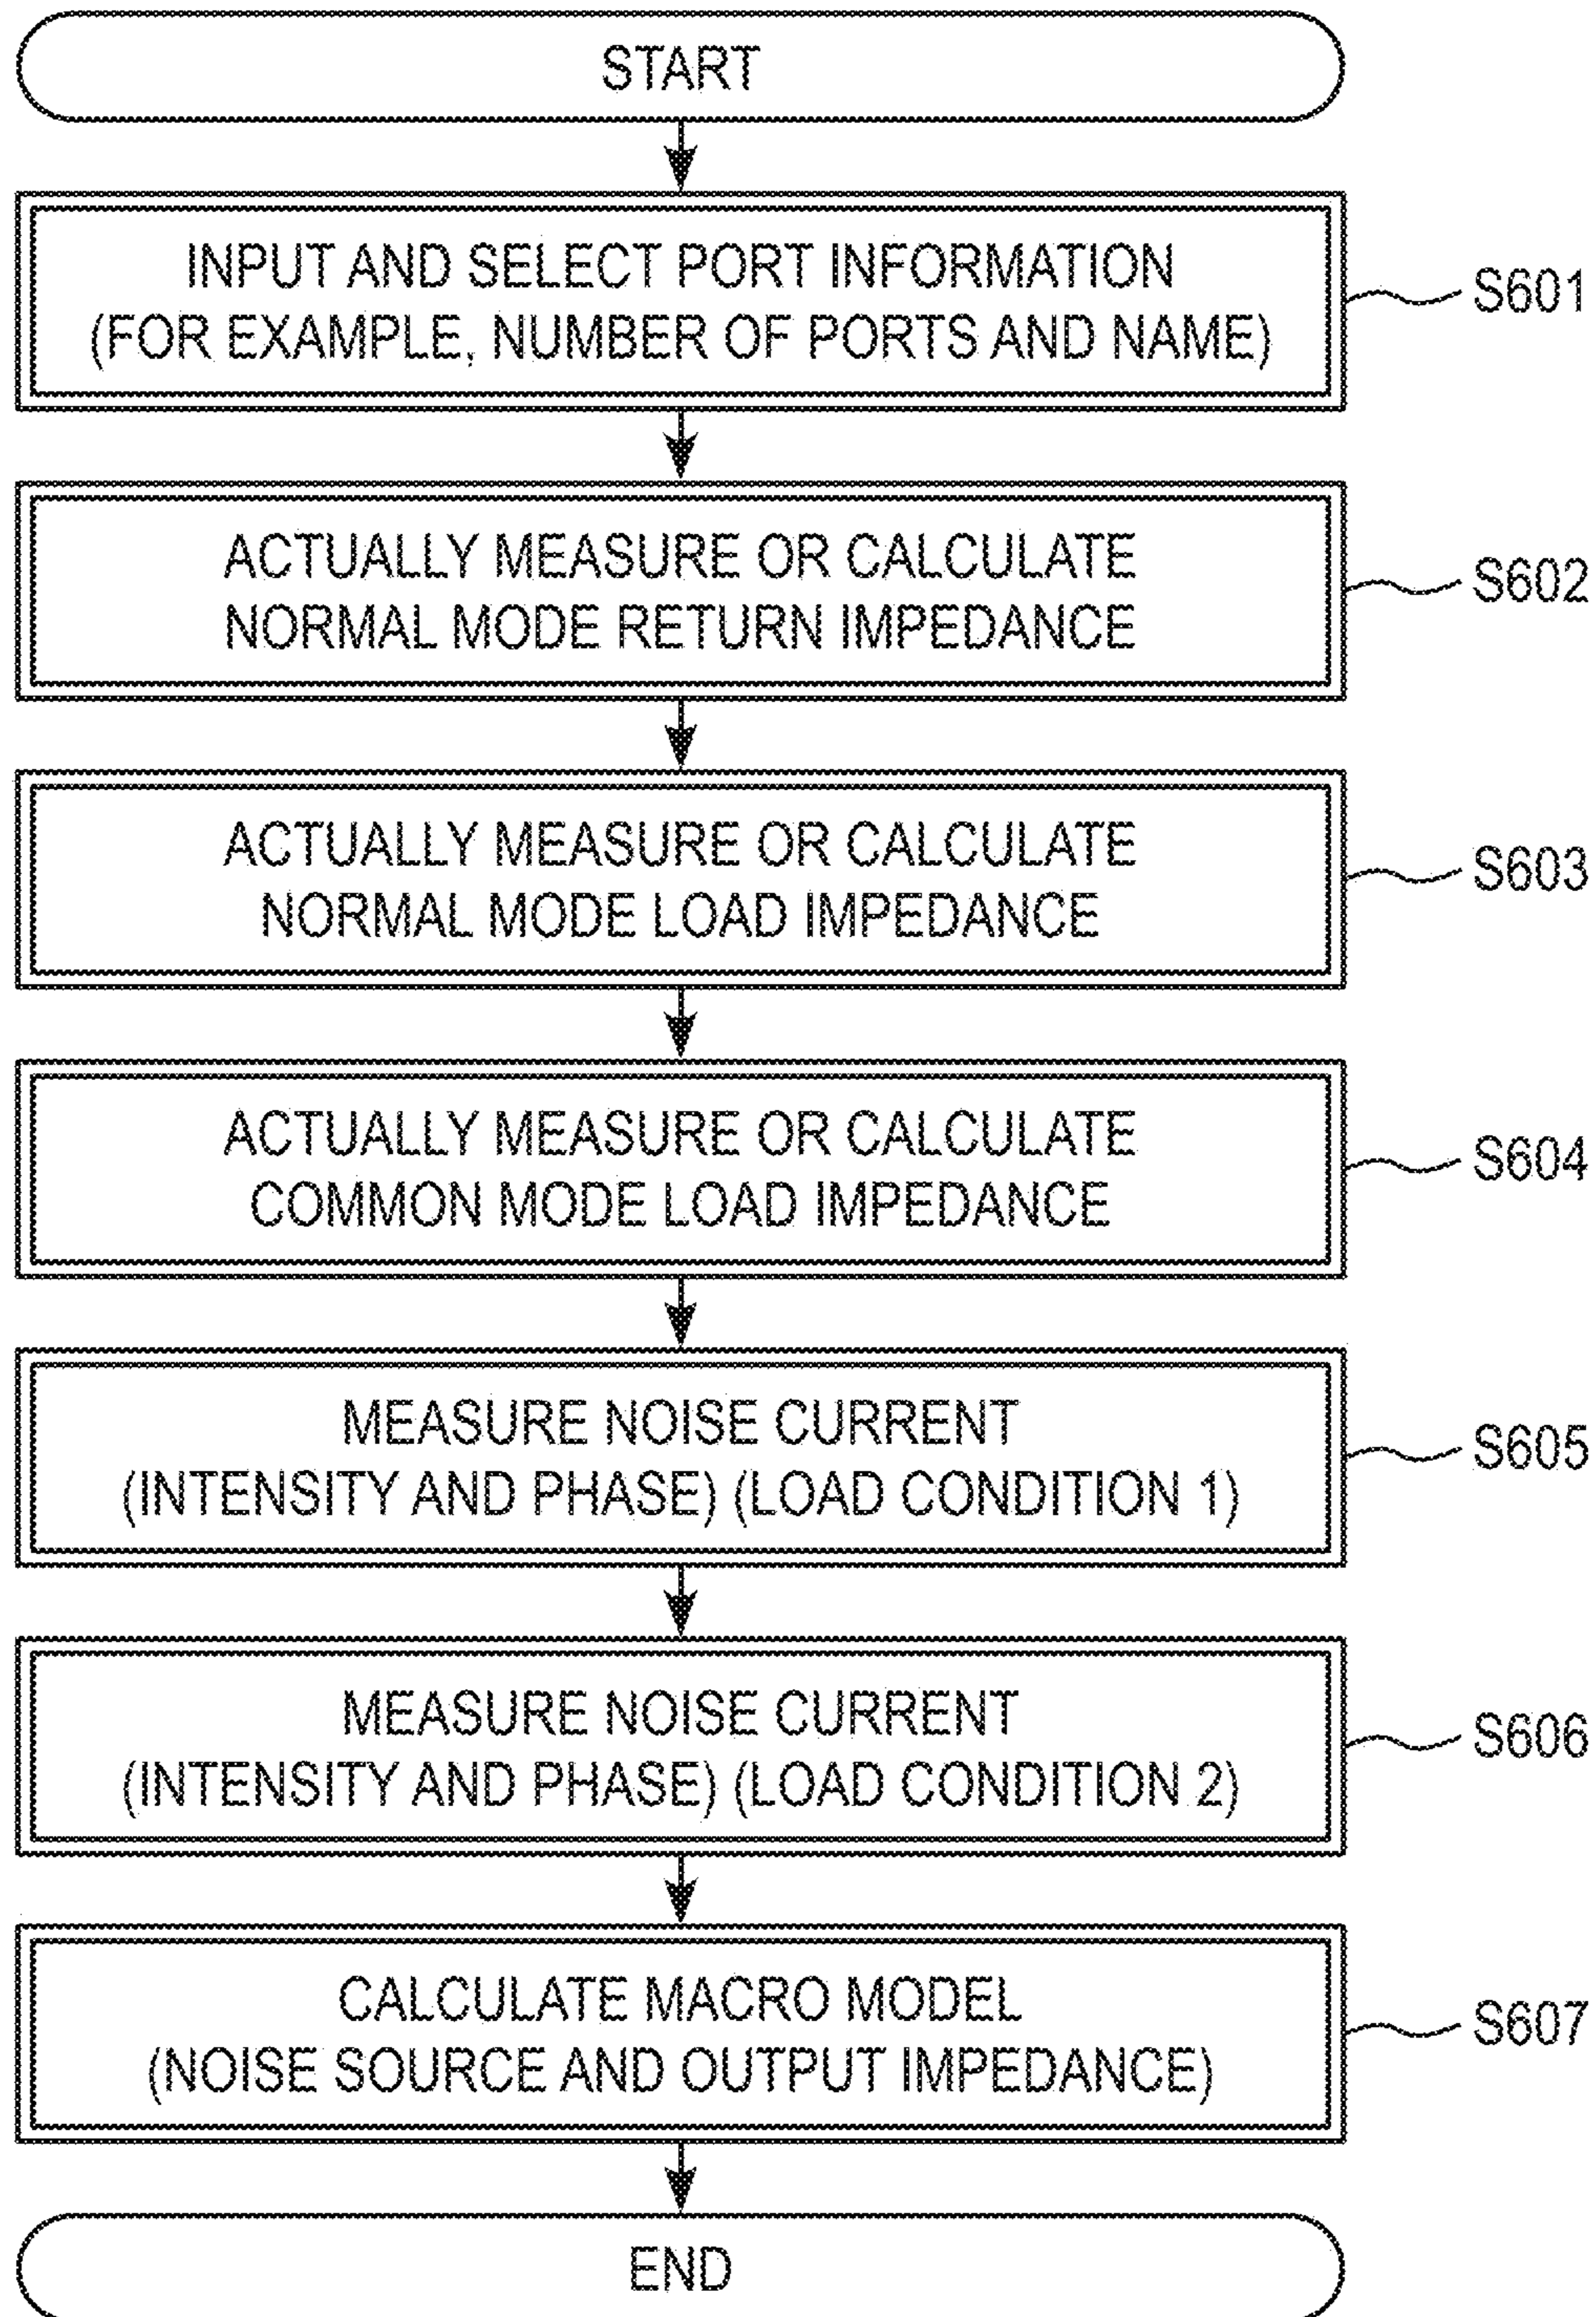 START
INPUT AND SELECT PORT INFORMATION
(FOR EXAMPLE, NUMBER OF PORTS AND NAME)
S601
ACTUALLY MEASURE OR CALCULATE
NORMAL MODE RETURN IMPEDANCE
S602
ACTUALLY MEASURE OR CALCULATE
NORMAL MODE LOAD IMPEDANCE
S603
ACTUALLY MEASURE OR CALCULATE
COMMON MODE LOAD IMPEDANCE
S604
MEASURE NOISE CURRENT
(INTENSITY AND PHASE) (LOAD CONDITION 1)
S605
MEASURE NOISE CURRENT
(INTENSITY AND PHASE) (LOAD CONDITION 2)
S606
CALCULATE MACRO MODEL
(NOISE SOURCE AND OUTPUT IMPEDANCE)
S607
END